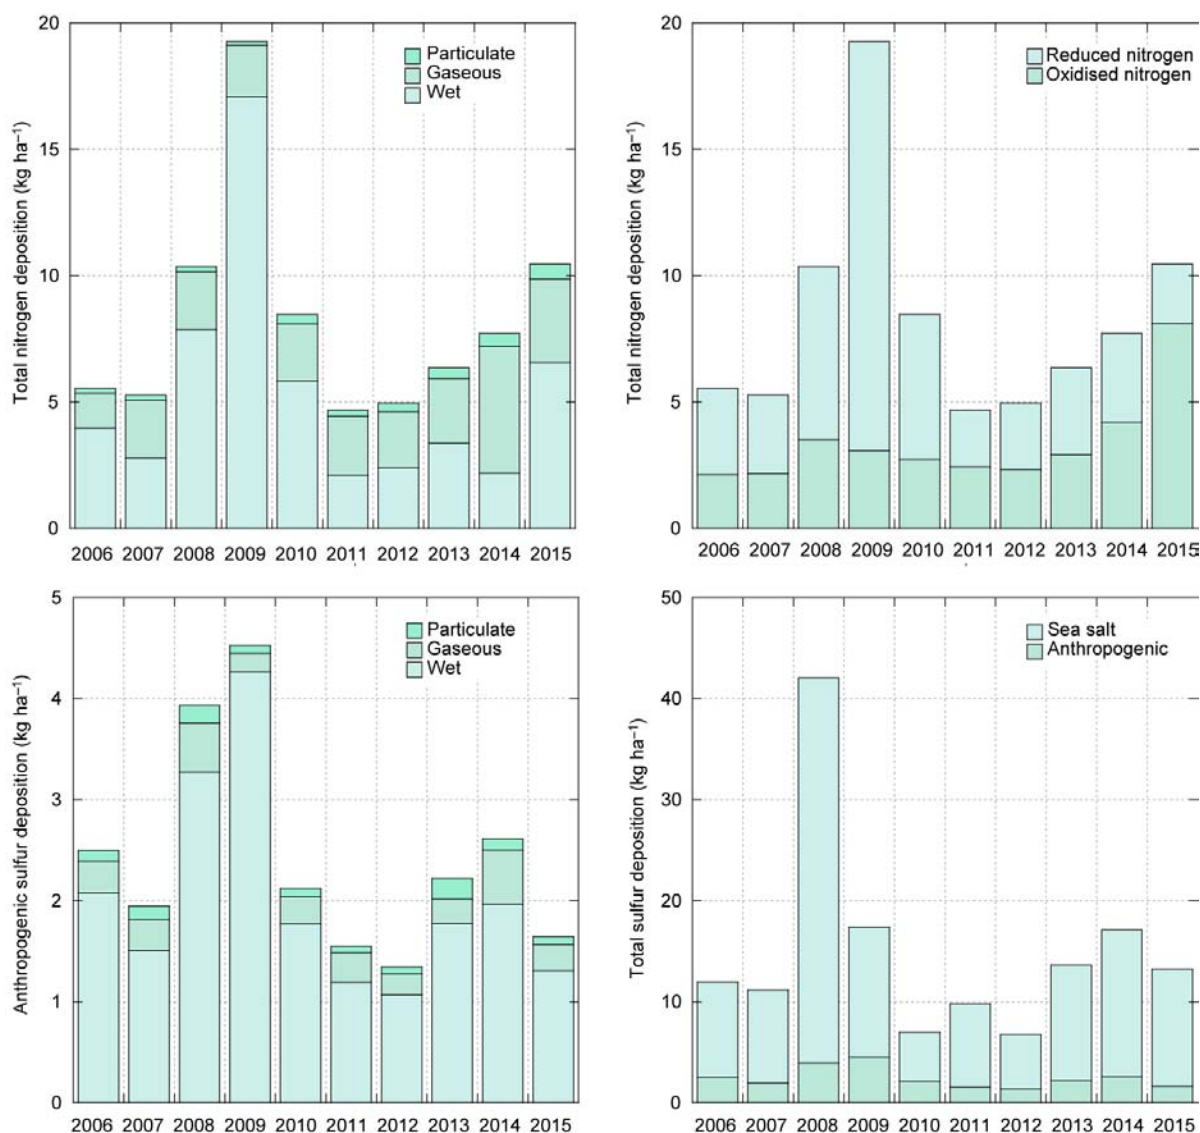 Total nitrogen deposition (kg ha⁻¹)
20
15
10
5
0
Particulate
Gaseous
Wet
2006 2007 2008 2009 2010 2011 2012 2013 2014 2015
Total nitrogen deposition (kg ha⁻¹)
20
15
10
5
0
Reduced nitrogen
Oxidised nitrogen
2006 2007 2008 2009 2010 2011 2012 2013 2014 2015
Anthropogenic sulfur deposition (kg ha⁻¹)
5
4
3
2
1
0
Particulate
Gaseous
Wet
2006 2007 2008 2009 2010 2011 2012 2013 2014 2015
Total sulfur deposition (kg ha⁻¹)
50
40
30
20
10
0
Sea salt
Anthropogenic
2006 2007 2008 2009 2010 2011 2012 2013 2014 2015